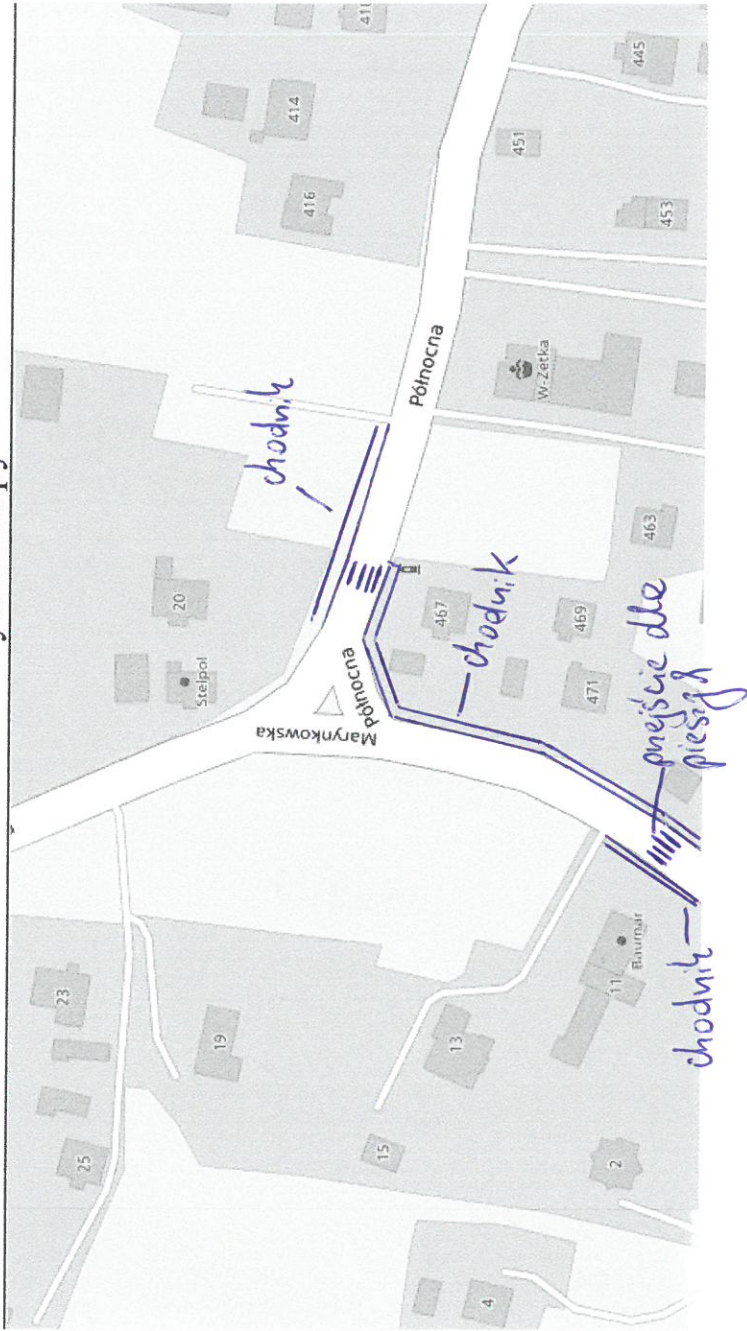 chodnik
chodnik
przejście dla
pieszych
chodnik
Północna
Północna
Marynkowska
Stelpol
W-Zetka
Baumar
414
416
445
451
453
463
467
469
471
20
23
25
19
13
15
11
2
4